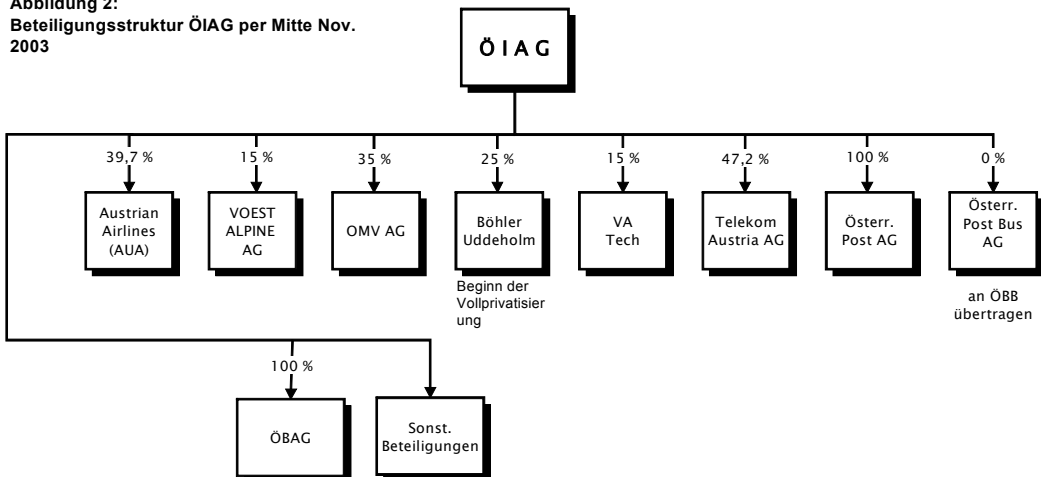 Abbildung 2:
Beteiligungsstruktur ÖIAG per Mitte Nov.
2003
Ö I A G
39,7 %
15 %
35 %
25 %
15 %
47,2 %
100 %
0 %
Austrian
Airlines
(AUA)
VOEST
ALPINE
AG
OMV AG
Böhler
Uddeholm
VA
Tech
Telekom
Austria AG
Österr.
Post AG
Österr.
Post Bus
AG
Beginn der
Vollprivatisier
ung
an ÖBB
übertragen
100 %
ÖBAG
Sonst.
Beteiligungen